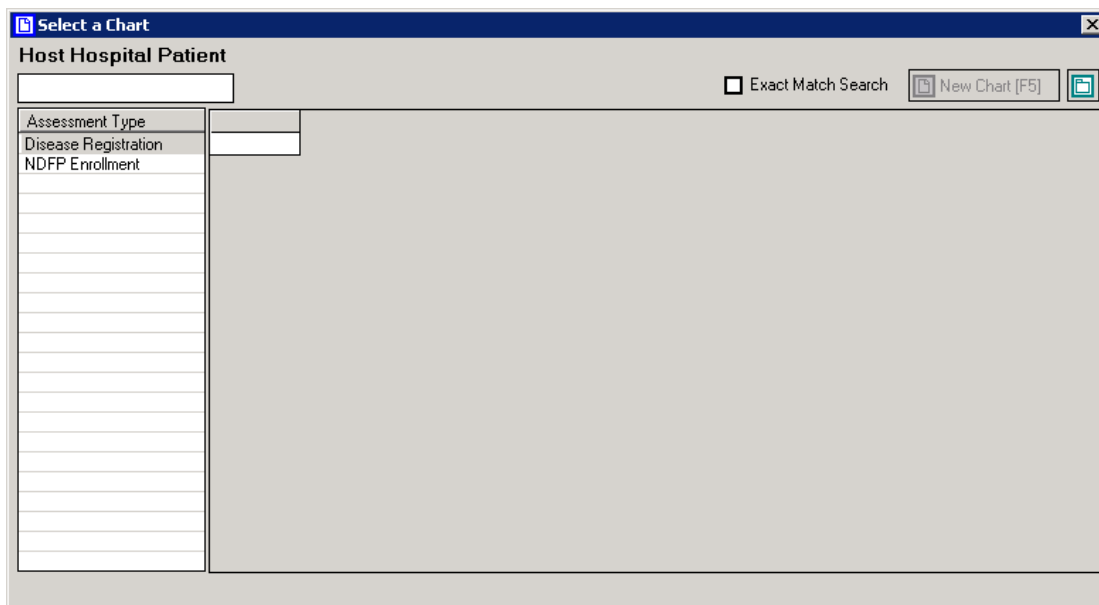 Select a Chart
Host Hospital Patient
Exact Match Search
New Chart [F5]
Assessment Type
Disease Registration
NDFP Enrollment